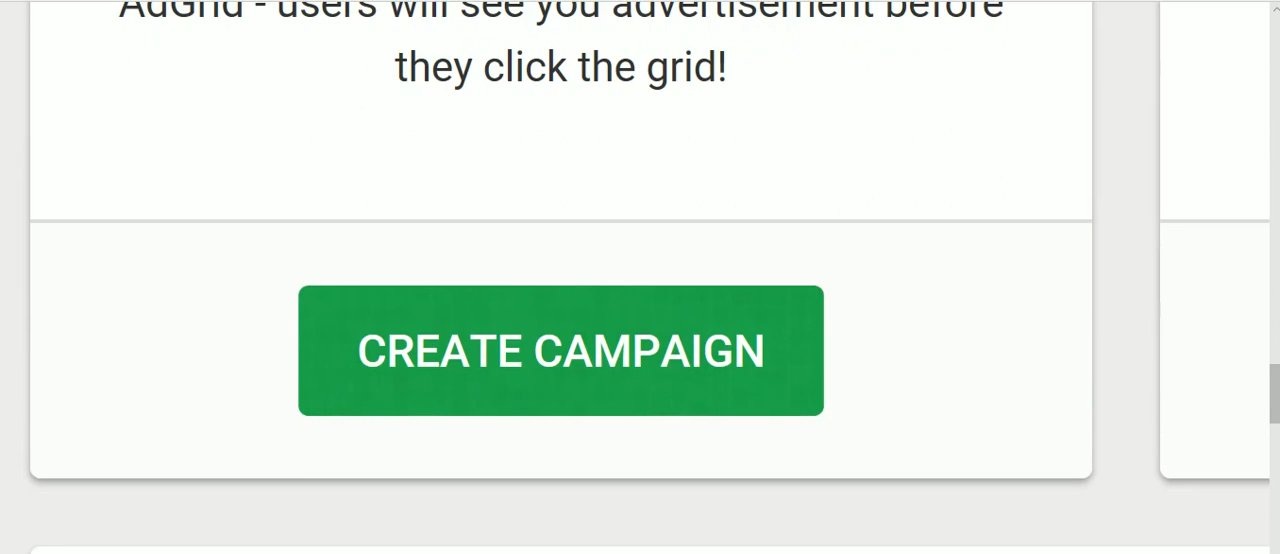 AdGrid - users will see you advertisement before
they click the grid!
CREATE CAMPAIGN